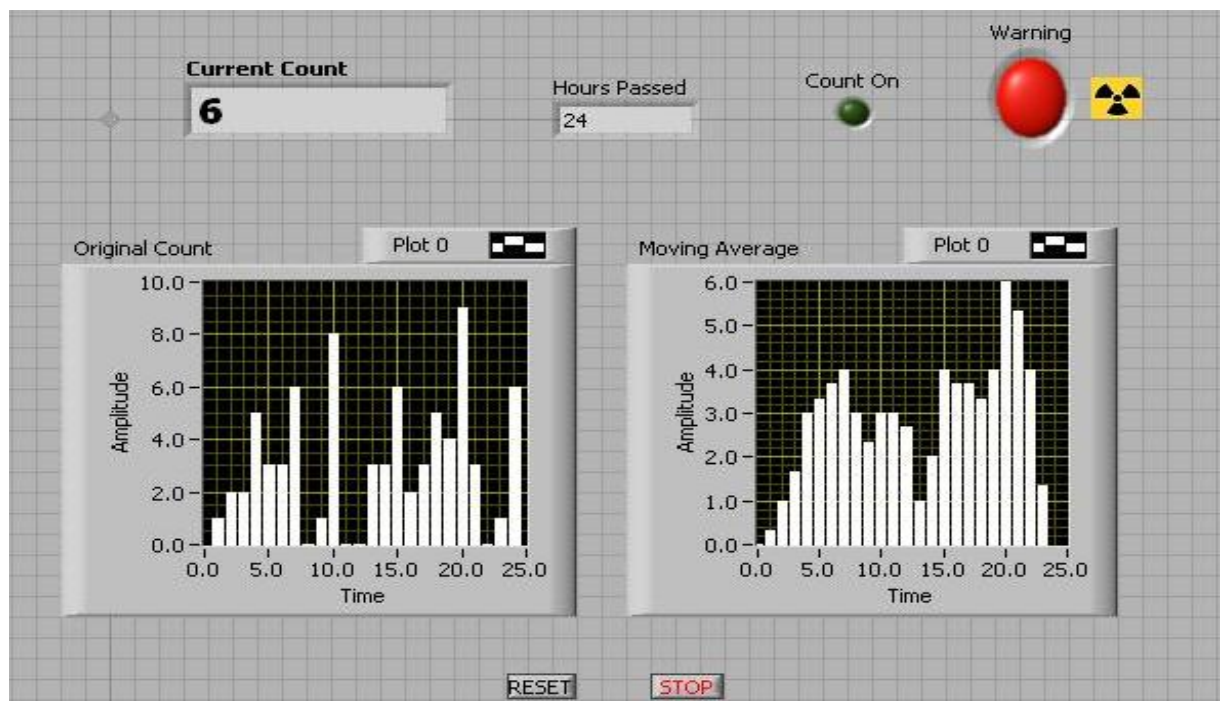 Warning
Current Count
Hours Passed
Count On
6
24
Original Count
Plot 0
Moving Average
Plot 0
10.0
8.0
6.0
4.0
2.0
0.0
Amplitude
0.0 5.0 10.0 15.0 20.0 25.0
Time
6.0
5.0
4.0
3.0
2.0
1.0
0.0
Amplitude
0.0 5.0 10.0 15.0 20.0 25.0
Time
RESET
STOP